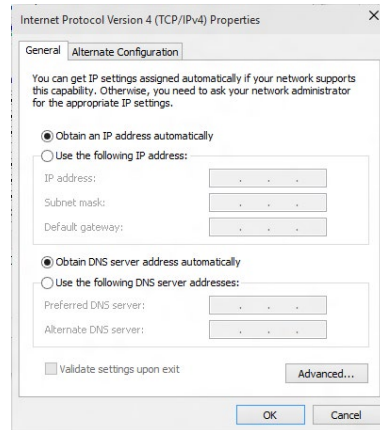 Internet Protocol Version 4 (TCP/IPv4) Properties
General
Alternate Configuration
You can get IP settings assigned automatically if your network supports
this capability. Otherwise, you need to ask your network administrator
for the appropriate IP settings.
Obtain an IP address automatically
Use the following IP address:
IP address:
Subnet mask:
Default gateway:
Obtain DNS server address automatically
Use the following DNS server addresses:
Preferred DNS server:
Alternate DNS server:
Validate settings upon exit
Advanced...
OK
Cancel